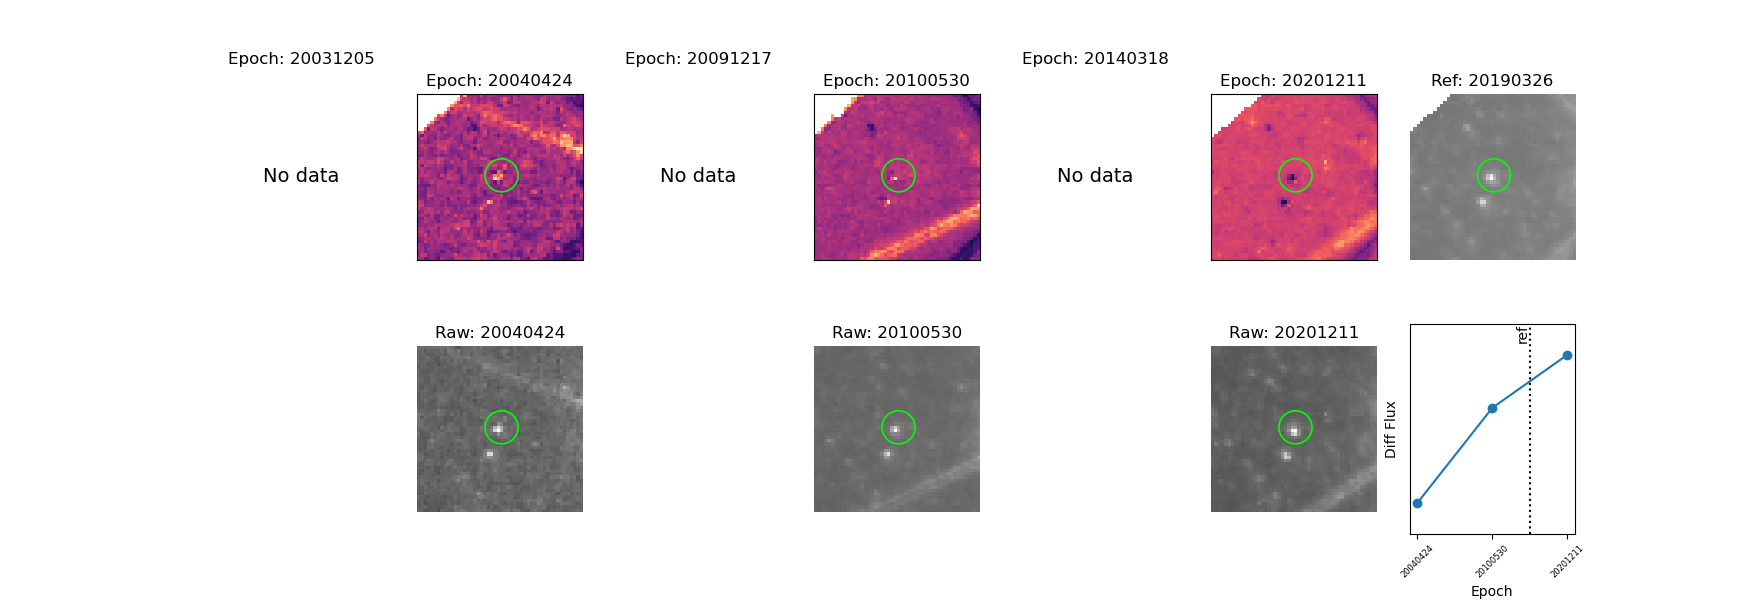 Epoch: 20031205
Epoch: 20091217
Epoch: 20140318
Epoch: 20040424
Epoch: 20100530
Epoch: 20201211
Ref: 20190326
No data
No data
No data
Raw: 20040424
Raw: 20100530
Raw: 20201211
ref
Diff Flux
20040424
20100530
20201211
Epoch